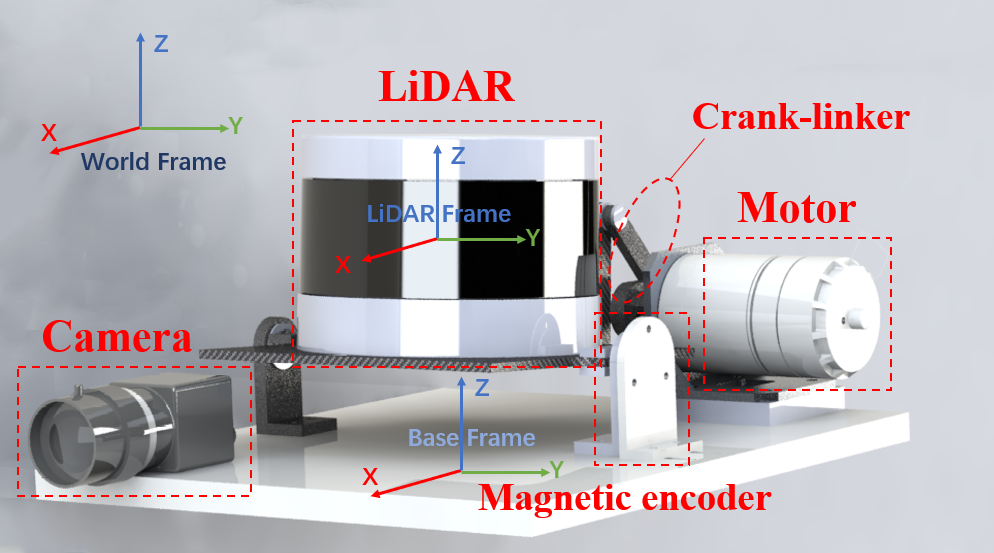 Z
X
Y
World Frame
LiDAR
Crank-linker
Z
LiDAR Frame
Y
X
Motor
Camera
Z
Base Frame
X
Y
Magnetic encoder